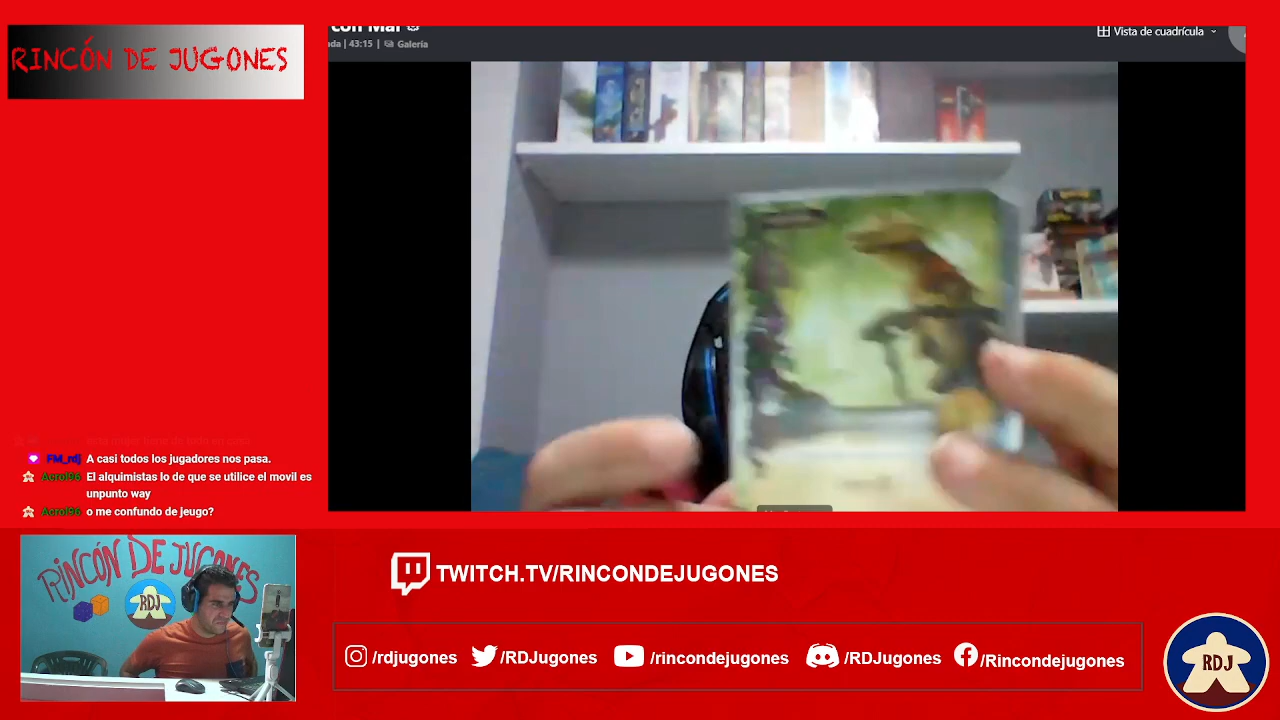 RINCÓN DE JUGONES
con Mar
da | 43:15 | Galería
Vista de cuadrícula
FM_rdj A casi todos los jugadores nos pasa.
Acrol96 El alquimistas lo de que se utilice el movil es
unpunto way
Acrol96 o me confundo de jeugo?
RINCÓN DE JUGONES
RDJ
TWITCH.TV/RINCONDEJUGONES
/rdjugones
/RDJugones
/rincondejugones
/RDJugones
/Rincondejugones
RDJ